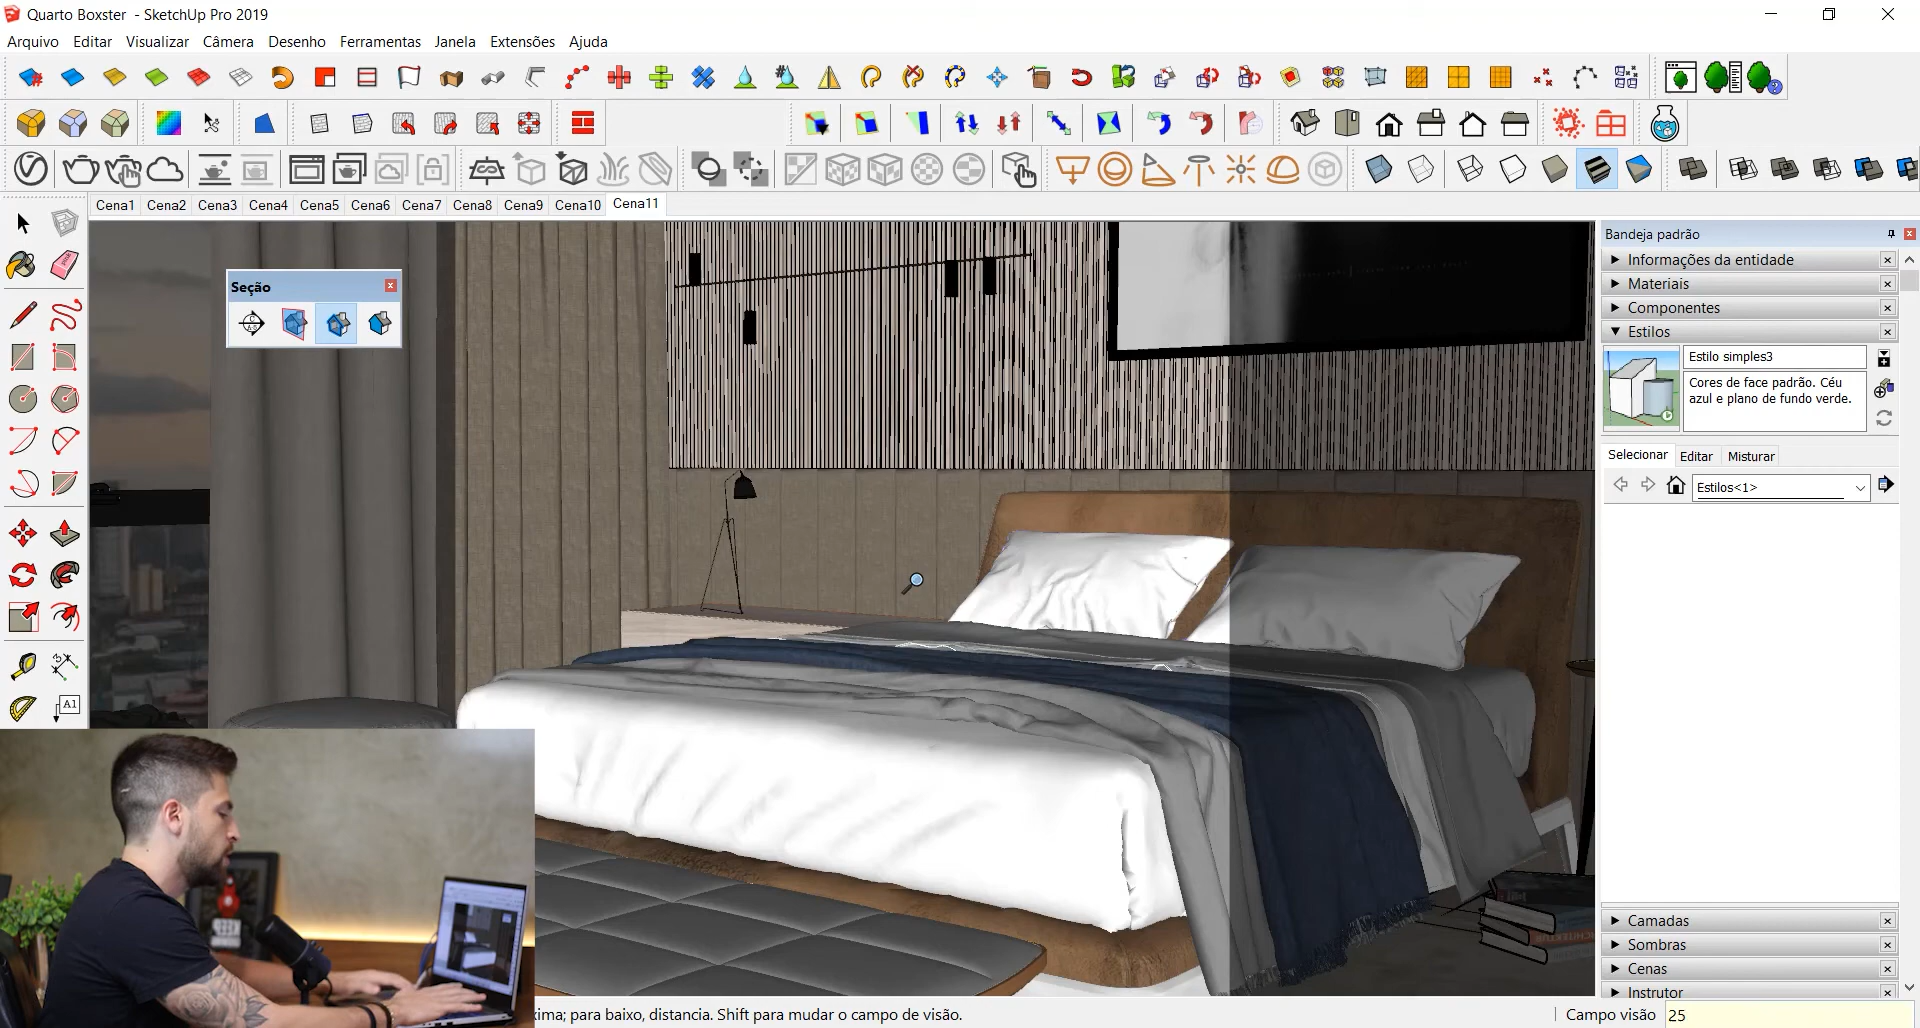 Quarto Boxster - SketchUp Pro 2019
Arquivo Editar Visualizar Câmera Desenho Ferramentas Janela Extensões Ajuda
Cena1 Cena2 Cena3 Cena4 Cena5 Cena6 Cena7 Cena8 Cena9 Cena10 Cena11
Bandeja padrão
Informações da entidade
Materiais
Componentes
Estilos
Estilo simples3
Cores de face padrão. Céu
azul e plano de fundo verde.
Selecionar Editar Misturar
Estilos<1>
Seção
A1
Camadas
Sombras
Cenas
Instrutor
xima; para baixo, distancia. Shift para mudar o campo de visão.
Campo visão 25